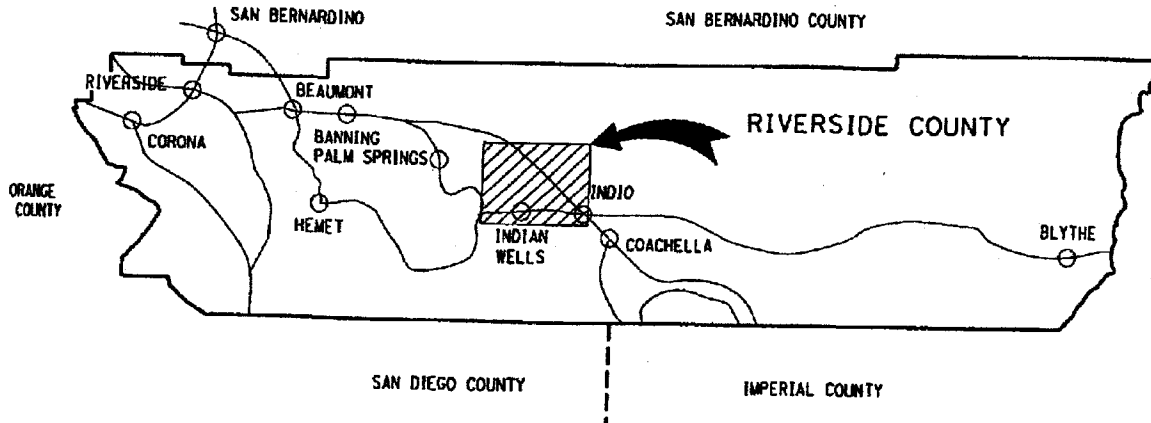 SAN BERNARDINO
SAN BERNARDINO COUNTY
RIVERSIDE
BEAUMONT
CORONA
BANNING
PALM SPRINGS
RIVERSIDE COUNTY
ORANGE
COUNTY
HEMET
INDIO
INDIAN
WELLS
COACHELLA
BLYTHE
SAN DIEGO COUNTY
IMPERIAL COUNTY